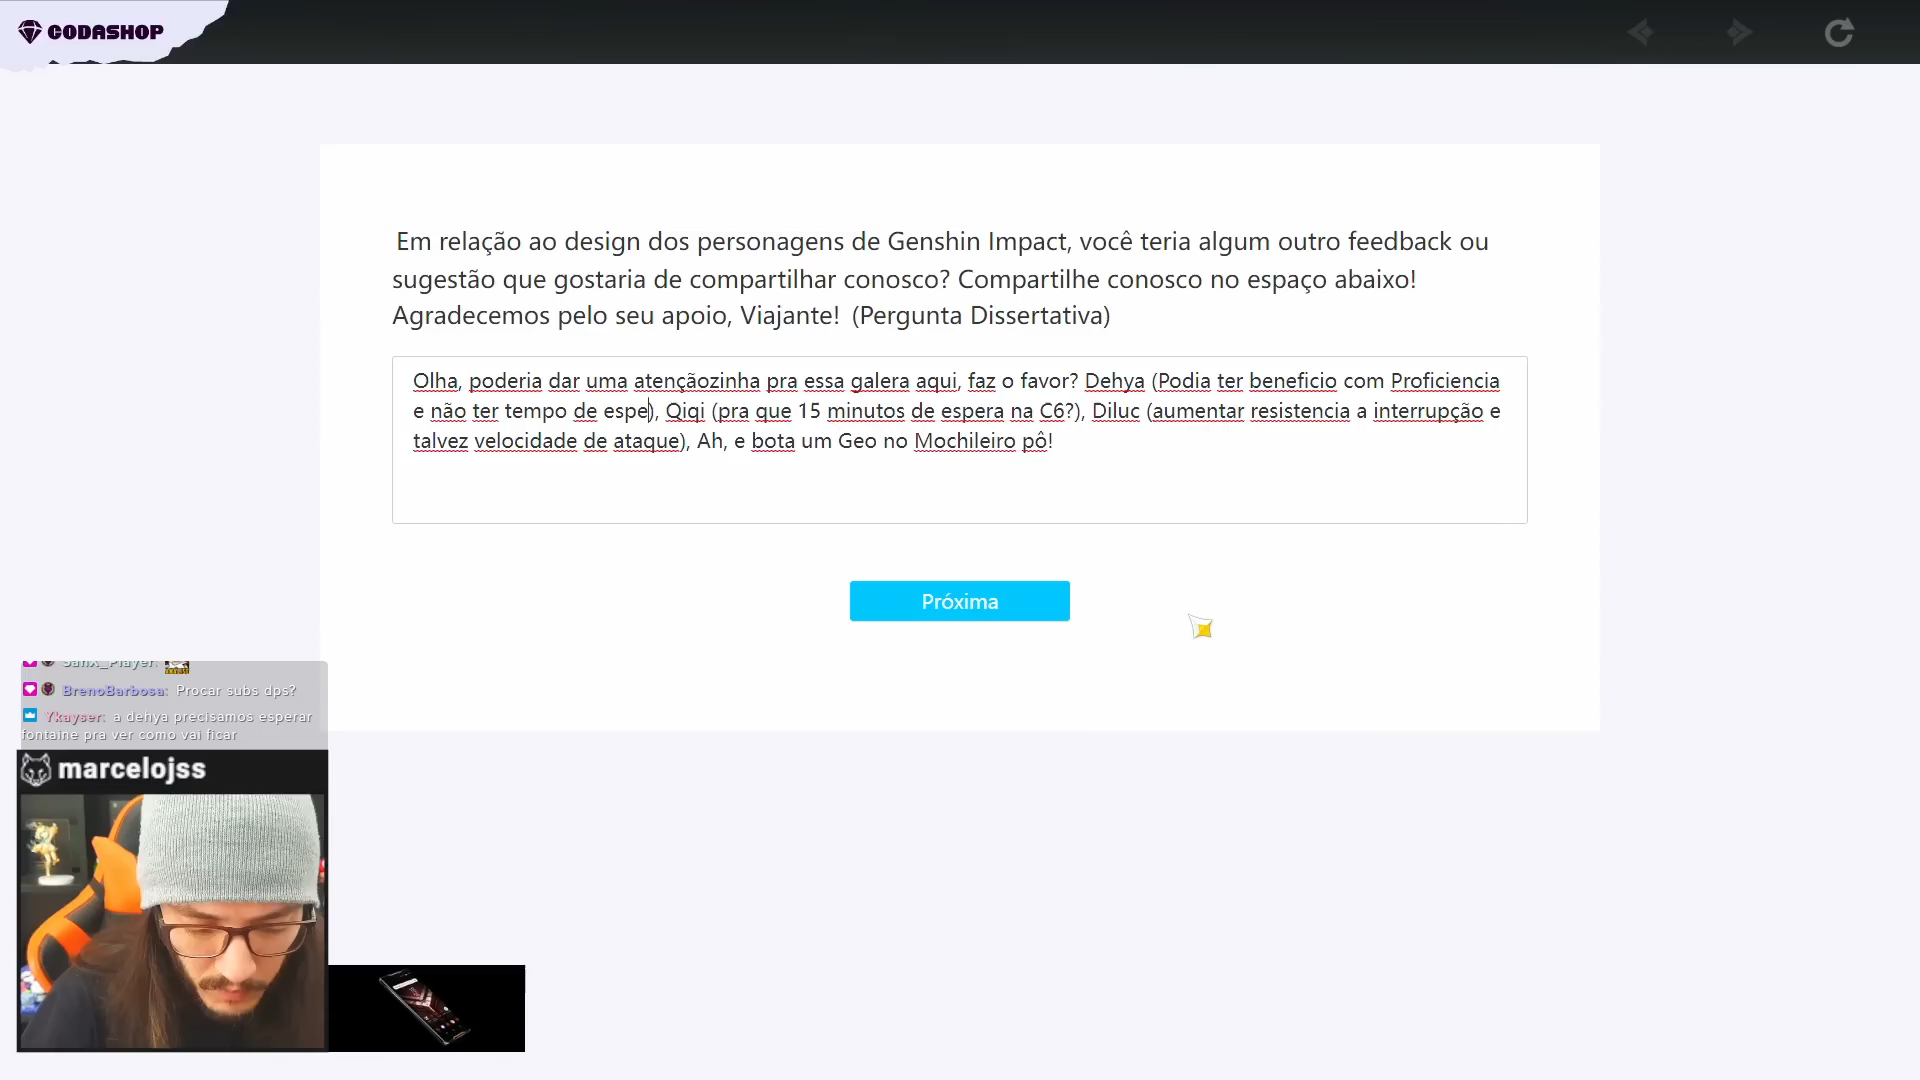 CODASHOP
Em relação ao design dos personagens de Genshin Impact, você teria algum outro feedback ou
sugestão que gostaria de compartilhar conosco? Compartilhe conosco no espaço abaixo!
Agradecemos pelo seu apoio, Viajante! (Pergunta Dissertativa)
Olha, poderia dar uma atençãozinha pra essa galera aqui, faz o favor? Dehya (Podia ter beneficio com Proficiencia
e não ter tempo de espe), Qiqi (pra que 15 minutos de espera na C6?), Diluc (aumentar resistencia a interrupção e
talvez velocidade de ataque), Ah, e bota um Geo no Mochileiro pô!
Próxima
SanX_Player:
BrenoBarbosa: Procar subs dps?
Ykayser: a dehya precisamos esperar
fontaine pra ver como vai ficar
marcelojss